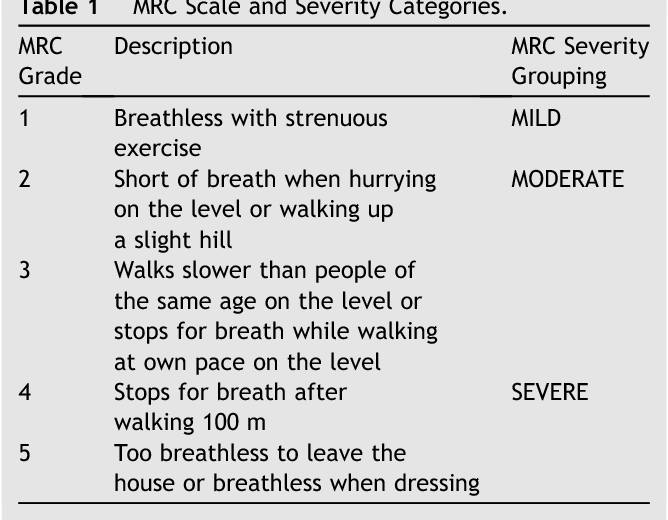 Table 1 MRC Scale and Severity Categories.
MRC Grade Description MRC Severity Grouping
1 Breathless with strenuous exercise MILD
2 Short of breath when hurrying on the level or walking up a slight hill MODERATE
3 Walks slower than people of the same age on the level or stops for breath while walking at own pace on the level
4 Stops for breath after walking 100 m SEVERE
5 Too breathless to leave the house or breathless when dressing